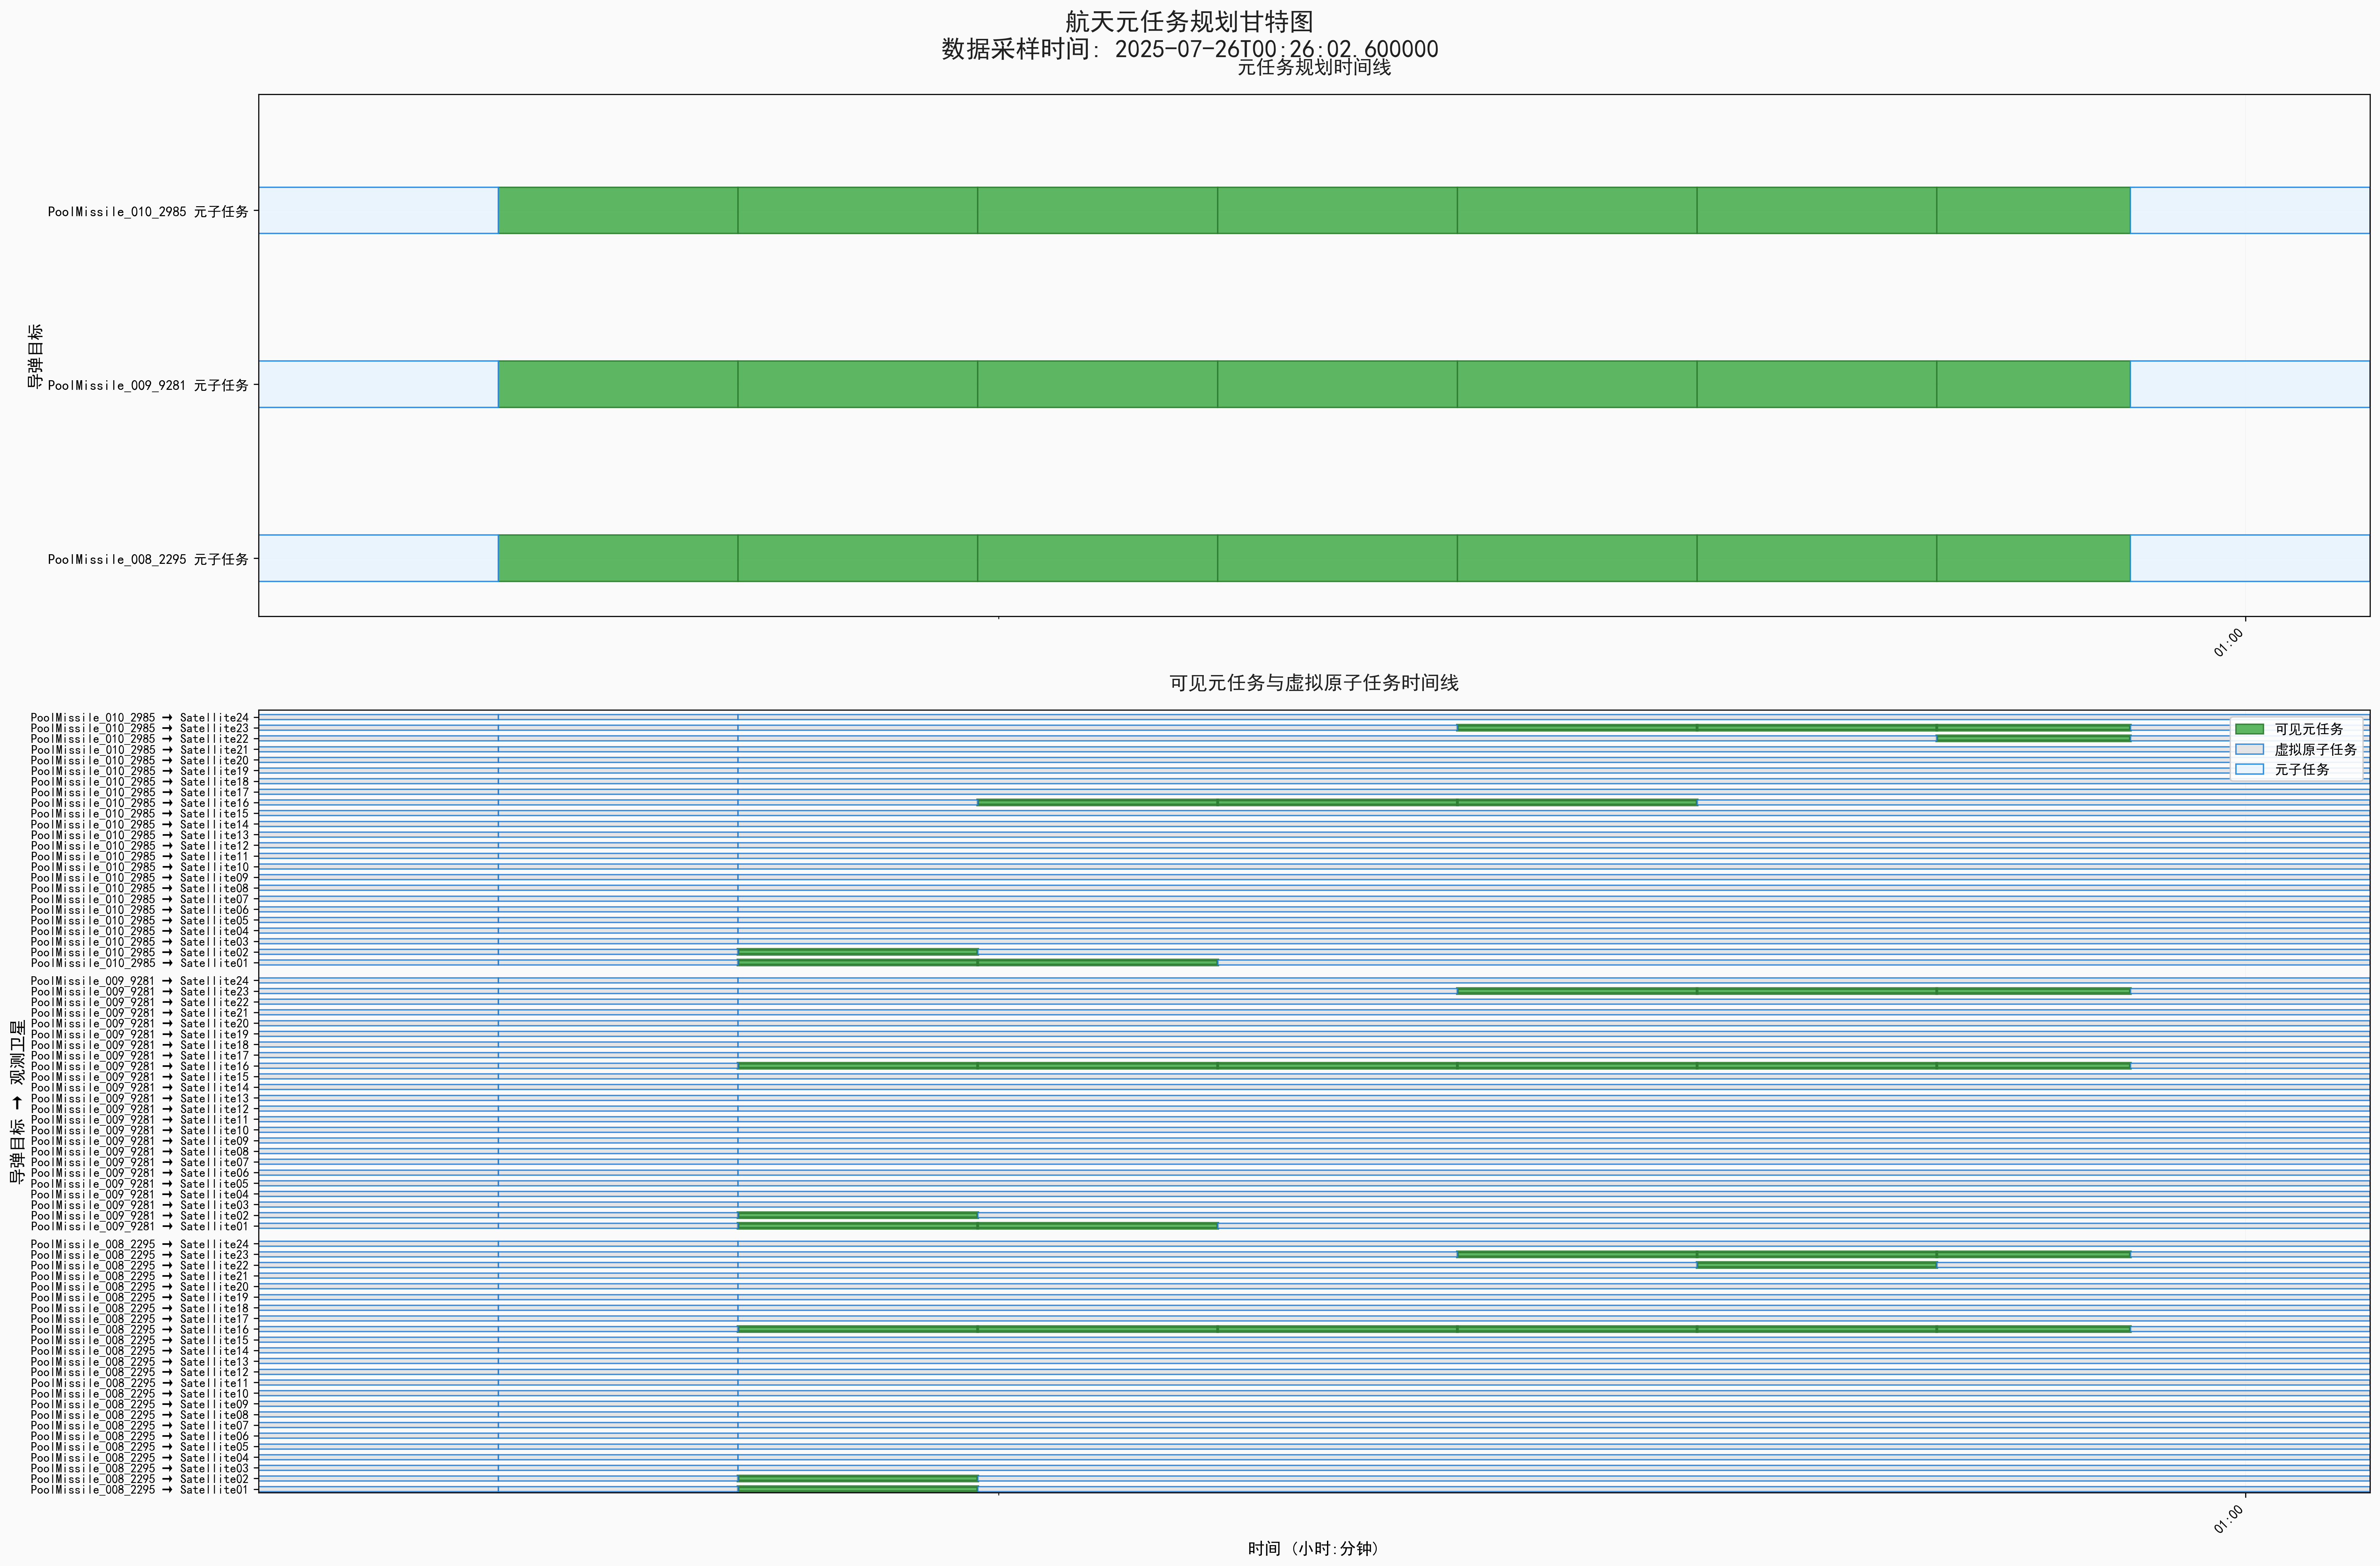 航天元任务规划甘特图
数据采样时间: 2025-07-26T00:26:02.600000
元任务规划时间线
导弹目标
PoolMissile_010_2985 元子任务
PoolMissile_009_9281 元子任务
PoolMissile_008_2295 元子任务
01:00
可见元任务与虚拟原子任务时间线
导弹目标 → 观测卫星
PoolMissile_010_2985 → Satellite24
PoolMissile_010_2985 → Satellite23
PoolMissile_010_2985 → Satellite22
PoolMissile_010_2985 → Satellite21
PoolMissile_010_2985 → Satellite20
PoolMissile_010_2985 → Satellite19
PoolMissile_010_2985 → Satellite18
PoolMissile_010_2985 → Satellite17
PoolMissile_010_2985 → Satellite16
PoolMissile_010_2985 → Satellite15
PoolMissile_010_2985 → Satellite14
PoolMissile_010_2985 → Satellite13
PoolMissile_010_2985 → Satellite12
PoolMissile_010_2985 → Satellite11
PoolMissile_010_2985 → Satellite10
PoolMissile_010_2985 → Satellite09
PoolMissile_010_2985 → Satellite08
PoolMissile_010_2985 → Satellite07
PoolMissile_010_2985 → Satellite06
PoolMissile_010_2985 → Satellite05
PoolMissile_010_2985 → Satellite04
PoolMissile_010_2985 → Satellite03
PoolMissile_010_2985 → Satellite02
PoolMissile_010_2985 → Satellite01
PoolMissile_009_9281 → Satellite24
PoolMissile_009_9281 → Satellite23
PoolMissile_009_9281 → Satellite22
PoolMissile_009_9281 → Satellite21
PoolMissile_009_9281 → Satellite20
PoolMissile_009_9281 → Satellite19
PoolMissile_009_9281 → Satellite18
PoolMissile_009_9281 → Satellite17
PoolMissile_009_9281 → Satellite16
PoolMissile_009_9281 → Satellite15
PoolMissile_009_9281 → Satellite14
PoolMissile_009_9281 → Satellite13
PoolMissile_009_9281 → Satellite12
PoolMissile_009_9281 → Satellite11
PoolMissile_009_9281 → Satellite10
PoolMissile_009_9281 → Satellite09
PoolMissile_009_9281 → Satellite08
PoolMissile_009_9281 → Satellite07
PoolMissile_009_9281 → Satellite06
PoolMissile_009_9281 → Satellite05
PoolMissile_009_9281 → Satellite04
PoolMissile_009_9281 → Satellite03
PoolMissile_009_9281 → Satellite02
PoolMissile_009_9281 → Satellite01
PoolMissile_008_2295 → Satellite24
PoolMissile_008_2295 → Satellite23
PoolMissile_008_2295 → Satellite22
PoolMissile_008_2295 → Satellite21
PoolMissile_008_2295 → Satellite20
PoolMissile_008_2295 → Satellite19
PoolMissile_008_2295 → Satellite18
PoolMissile_008_2295 → Satellite17
PoolMissile_008_2295 → Satellite16
PoolMissile_008_2295 → Satellite15
PoolMissile_008_2295 → Satellite14
PoolMissile_008_2295 → Satellite13
PoolMissile_008_2295 → Satellite12
PoolMissile_008_2295 → Satellite11
PoolMissile_008_2295 → Satellite10
PoolMissile_008_2295 → Satellite09
PoolMissile_008_2295 → Satellite08
PoolMissile_008_2295 → Satellite07
PoolMissile_008_2295 → Satellite06
PoolMissile_008_2295 → Satellite05
PoolMissile_008_2295 → Satellite04
PoolMissile_008_2295 → Satellite03
PoolMissile_008_2295 → Satellite02
PoolMissile_008_2295 → Satellite01
可见元任务
虚拟原子任务
元子任务
01:00
时间 (小时:分钟)